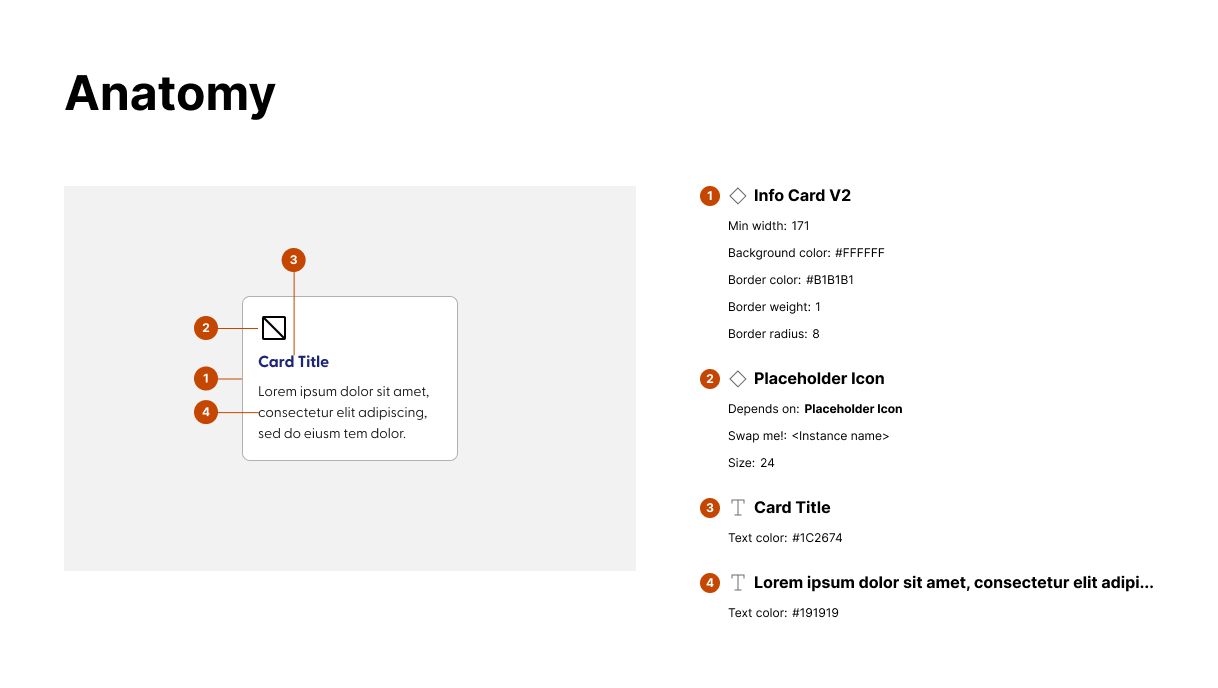 Anatomy
3
2
Card Title
1
Lorem ipsum dolor sit amet,
4
consectetur elit adipiscing,
sed do eiusm tem dolor.
1 Info Card V2
Min width: 171
Background color: #FFFFFF
Border color: #B1B1B1
Border weight: 1
Border radius: 8
2 Placeholder Icon
Depends on: Placeholder Icon
Swap me!: <Instance name>
Size: 24
3 Card Title
Text color: #1C2674
4 Lorem ipsum dolor sit amet, consectetur elit adipi...
Text color: #191919